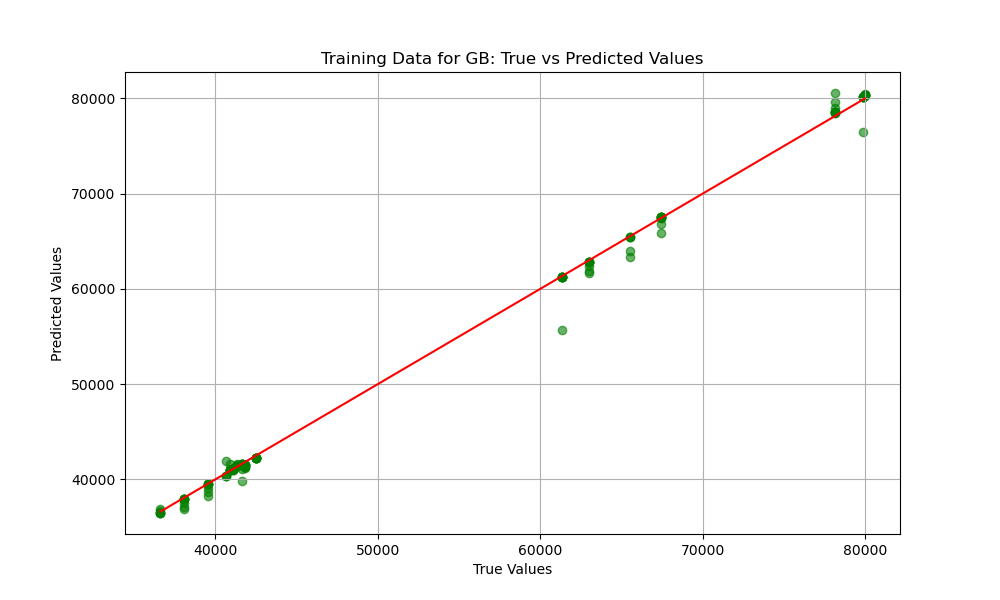 Training Data for GB: True vs Predicted Values
80000
70000
60000
50000
40000
Predicted Values
40000 50000 60000 70000 80000
True Values